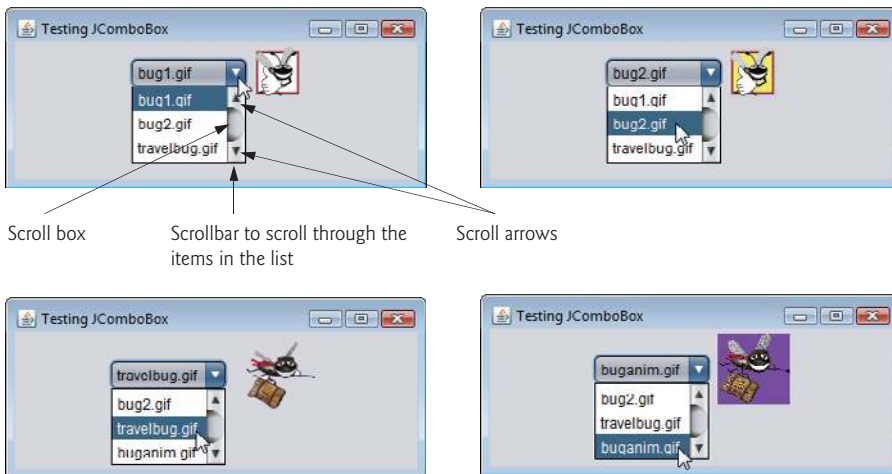 Testing JComboBox
bug1.gif
bug1.gif
bug2.gif
travelbug.gif
Testing JComboBox
bug2.gif
bug1.gif
bug2.gif
travelbug.gif
Scroll box
Scrollbar to scroll through the
items in the list
Scroll arrows
Testing JComboBox
travelbug.gif
bug2.gif
travelbug.gif
buganim.gif
Testing JComboBox
buganim.gif
bug2.gif
travelbug.gif
buganim.gif